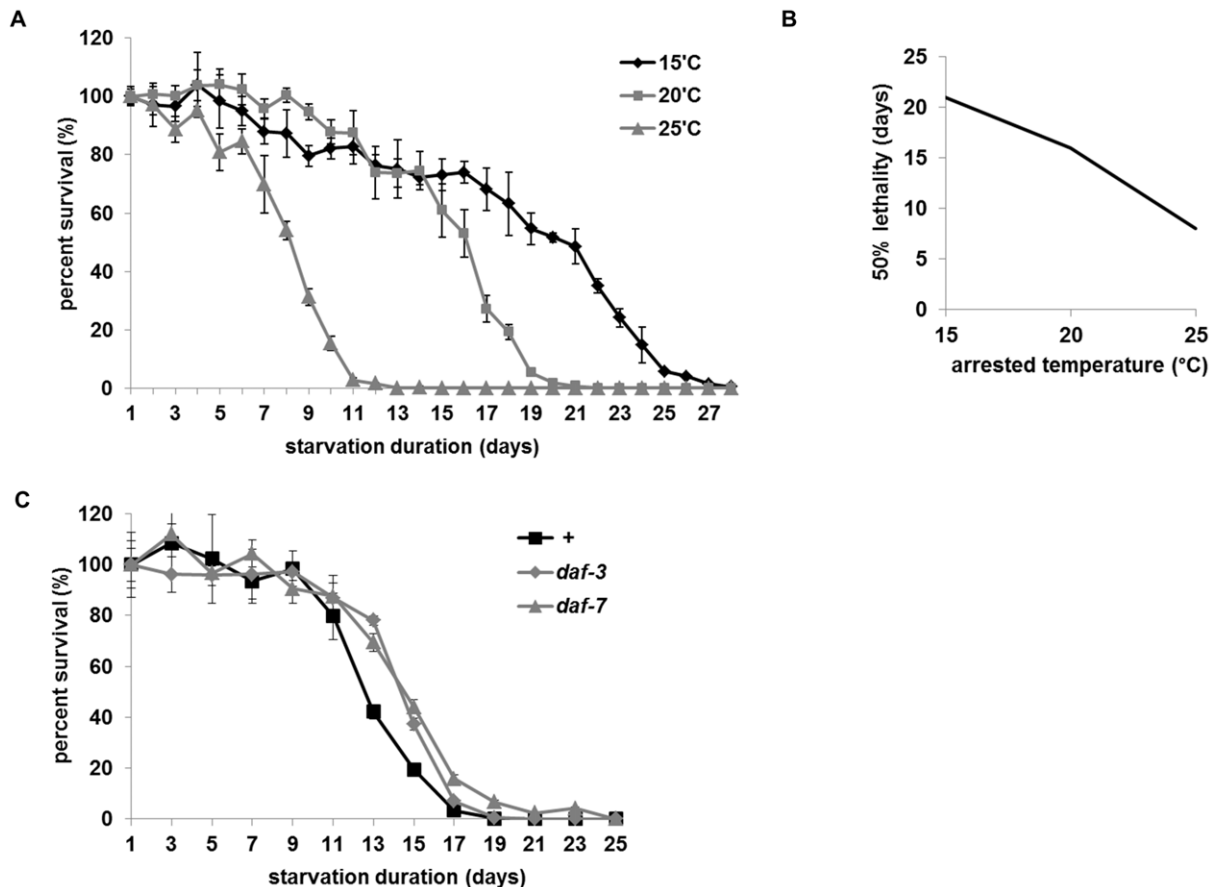 A
120
100
80
60
40
20
0
percent survival (%)
1 3 5 7 9 11 13 15 17 19 21 23 25 27
starvation duration (days)
15'C
20'C
25'C
B
25
20
15
10
5
0
50% lethality (days)
15 20 25
arrested temperature (°C)
C
120
100
80
60
40
20
0
percent survival (%)
1 3 5 7 9 11 13 15 17 19 21 23 25
starvation duration (days)
+
daf-3
daf-7